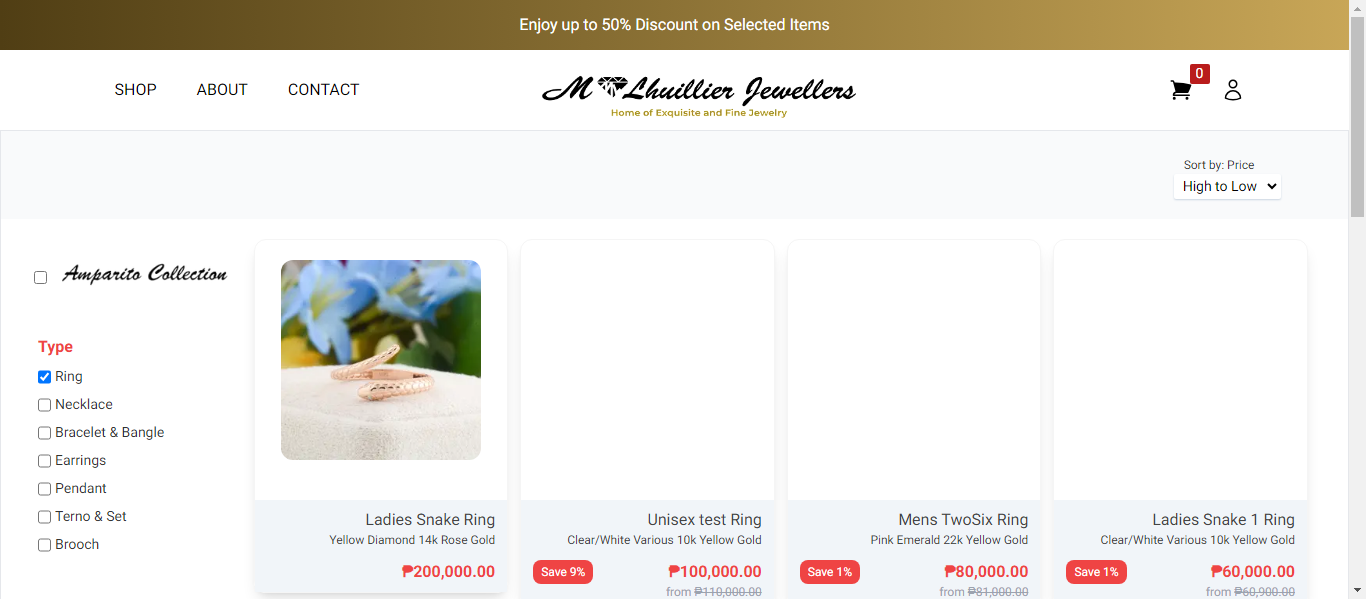 Enjoy up to 50% Discount on Selected Items
SHOP ABOUT CONTACT
M Lhuillier Jewellers
0
Home of Exquisite and Fine Jewelry
Sort by: Price
High to Low
Amparito Collection
Type
Ring
Necklace
Bracelet & Bangle
Earrings
Pendant
Terno & Set
Brooch
Ladies Snake Ring
Yellow Diamond 14k Rose Gold
₱200,000.00
Unisex test Ring
Clear/White Various 10k Yellow Gold
Save 9%
₱100,000.00
from ₱110,000.00
Mens TwoSix Ring
Pink Emerald 22k Yellow Gold
Save 1%
₱80,000.00
from ₱81,000.00
Ladies Snake 1 Ring
Clear/White Various 10k Yellow Gold
Save 1%
₱60,000.00
from ₱60,900.00